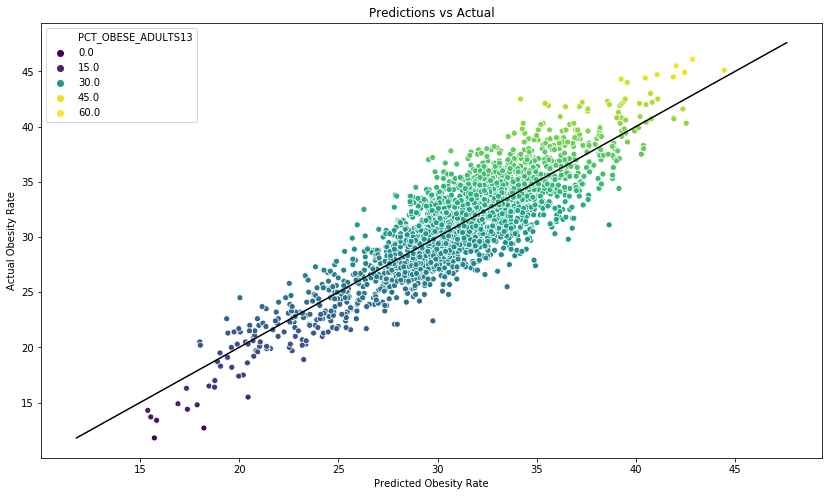 Predictions vs Actual
PCT_OBESE_ADULTS13
0.0
15.0
30.0
45.0
60.0
45
40
35
30
25
20
15
Actual Obesity Rate
15 20 25 30 35 40 45
Predicted Obesity Rate